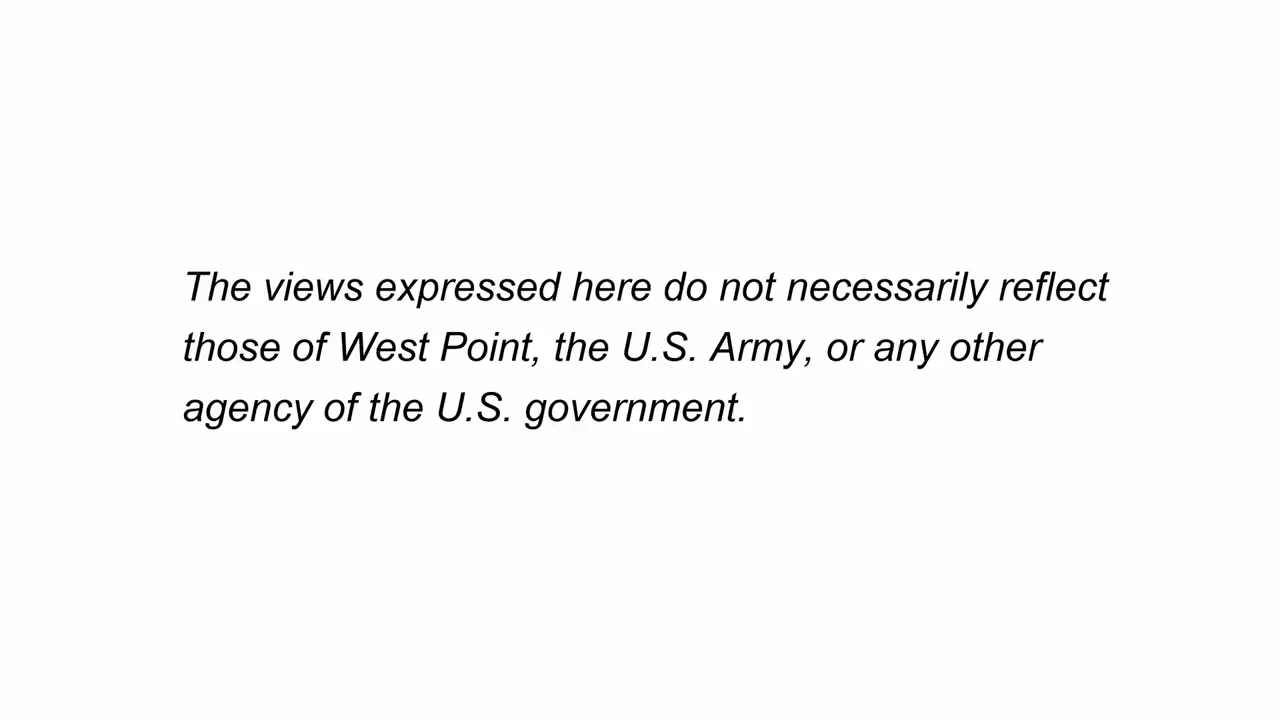 The views expressed here do not necessarily reflect
those of West Point, the U.S. Army, or any other
agency of the U.S. government.